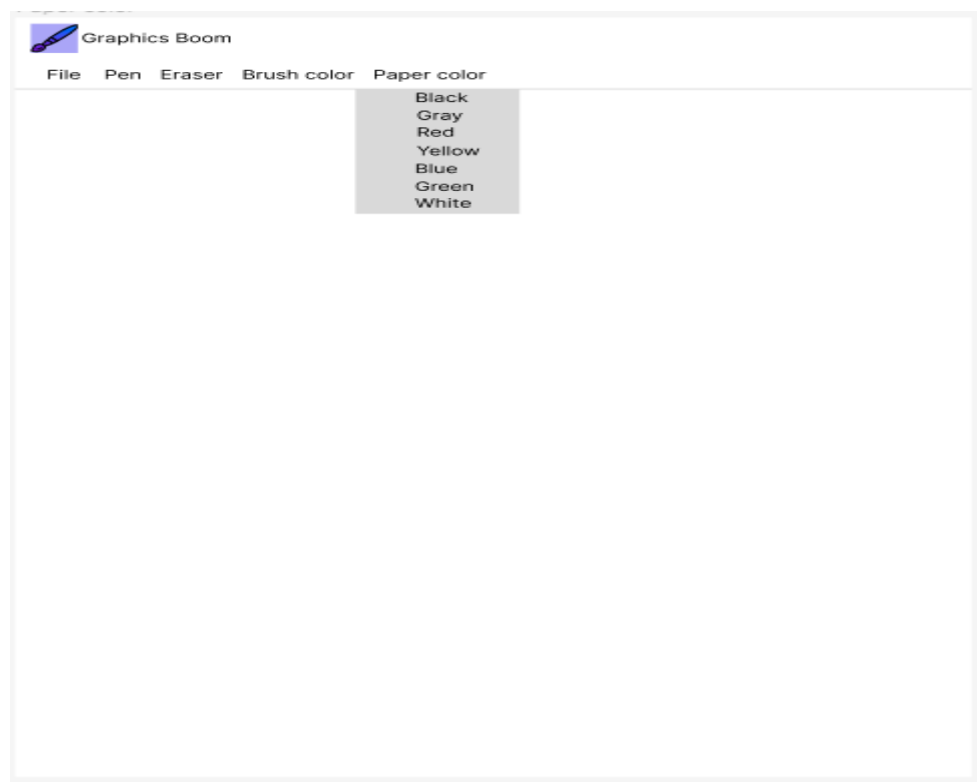 Graphics Boom
File Pen Eraser Brush color Paper color
Black
Gray
Red
Yellow
Blue
Green
White